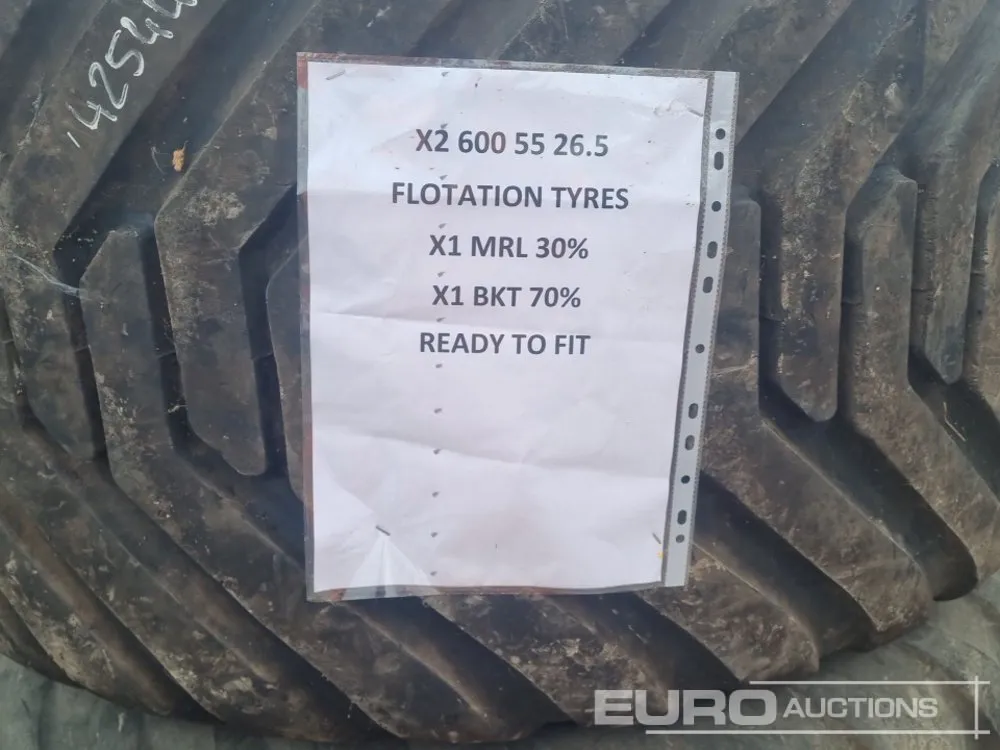 X2 600 55 26.5
FLOTATION TYRES
X1 MRL 30%
X1 BKT 70%
READY TO FIT
EURO AUCTIONS